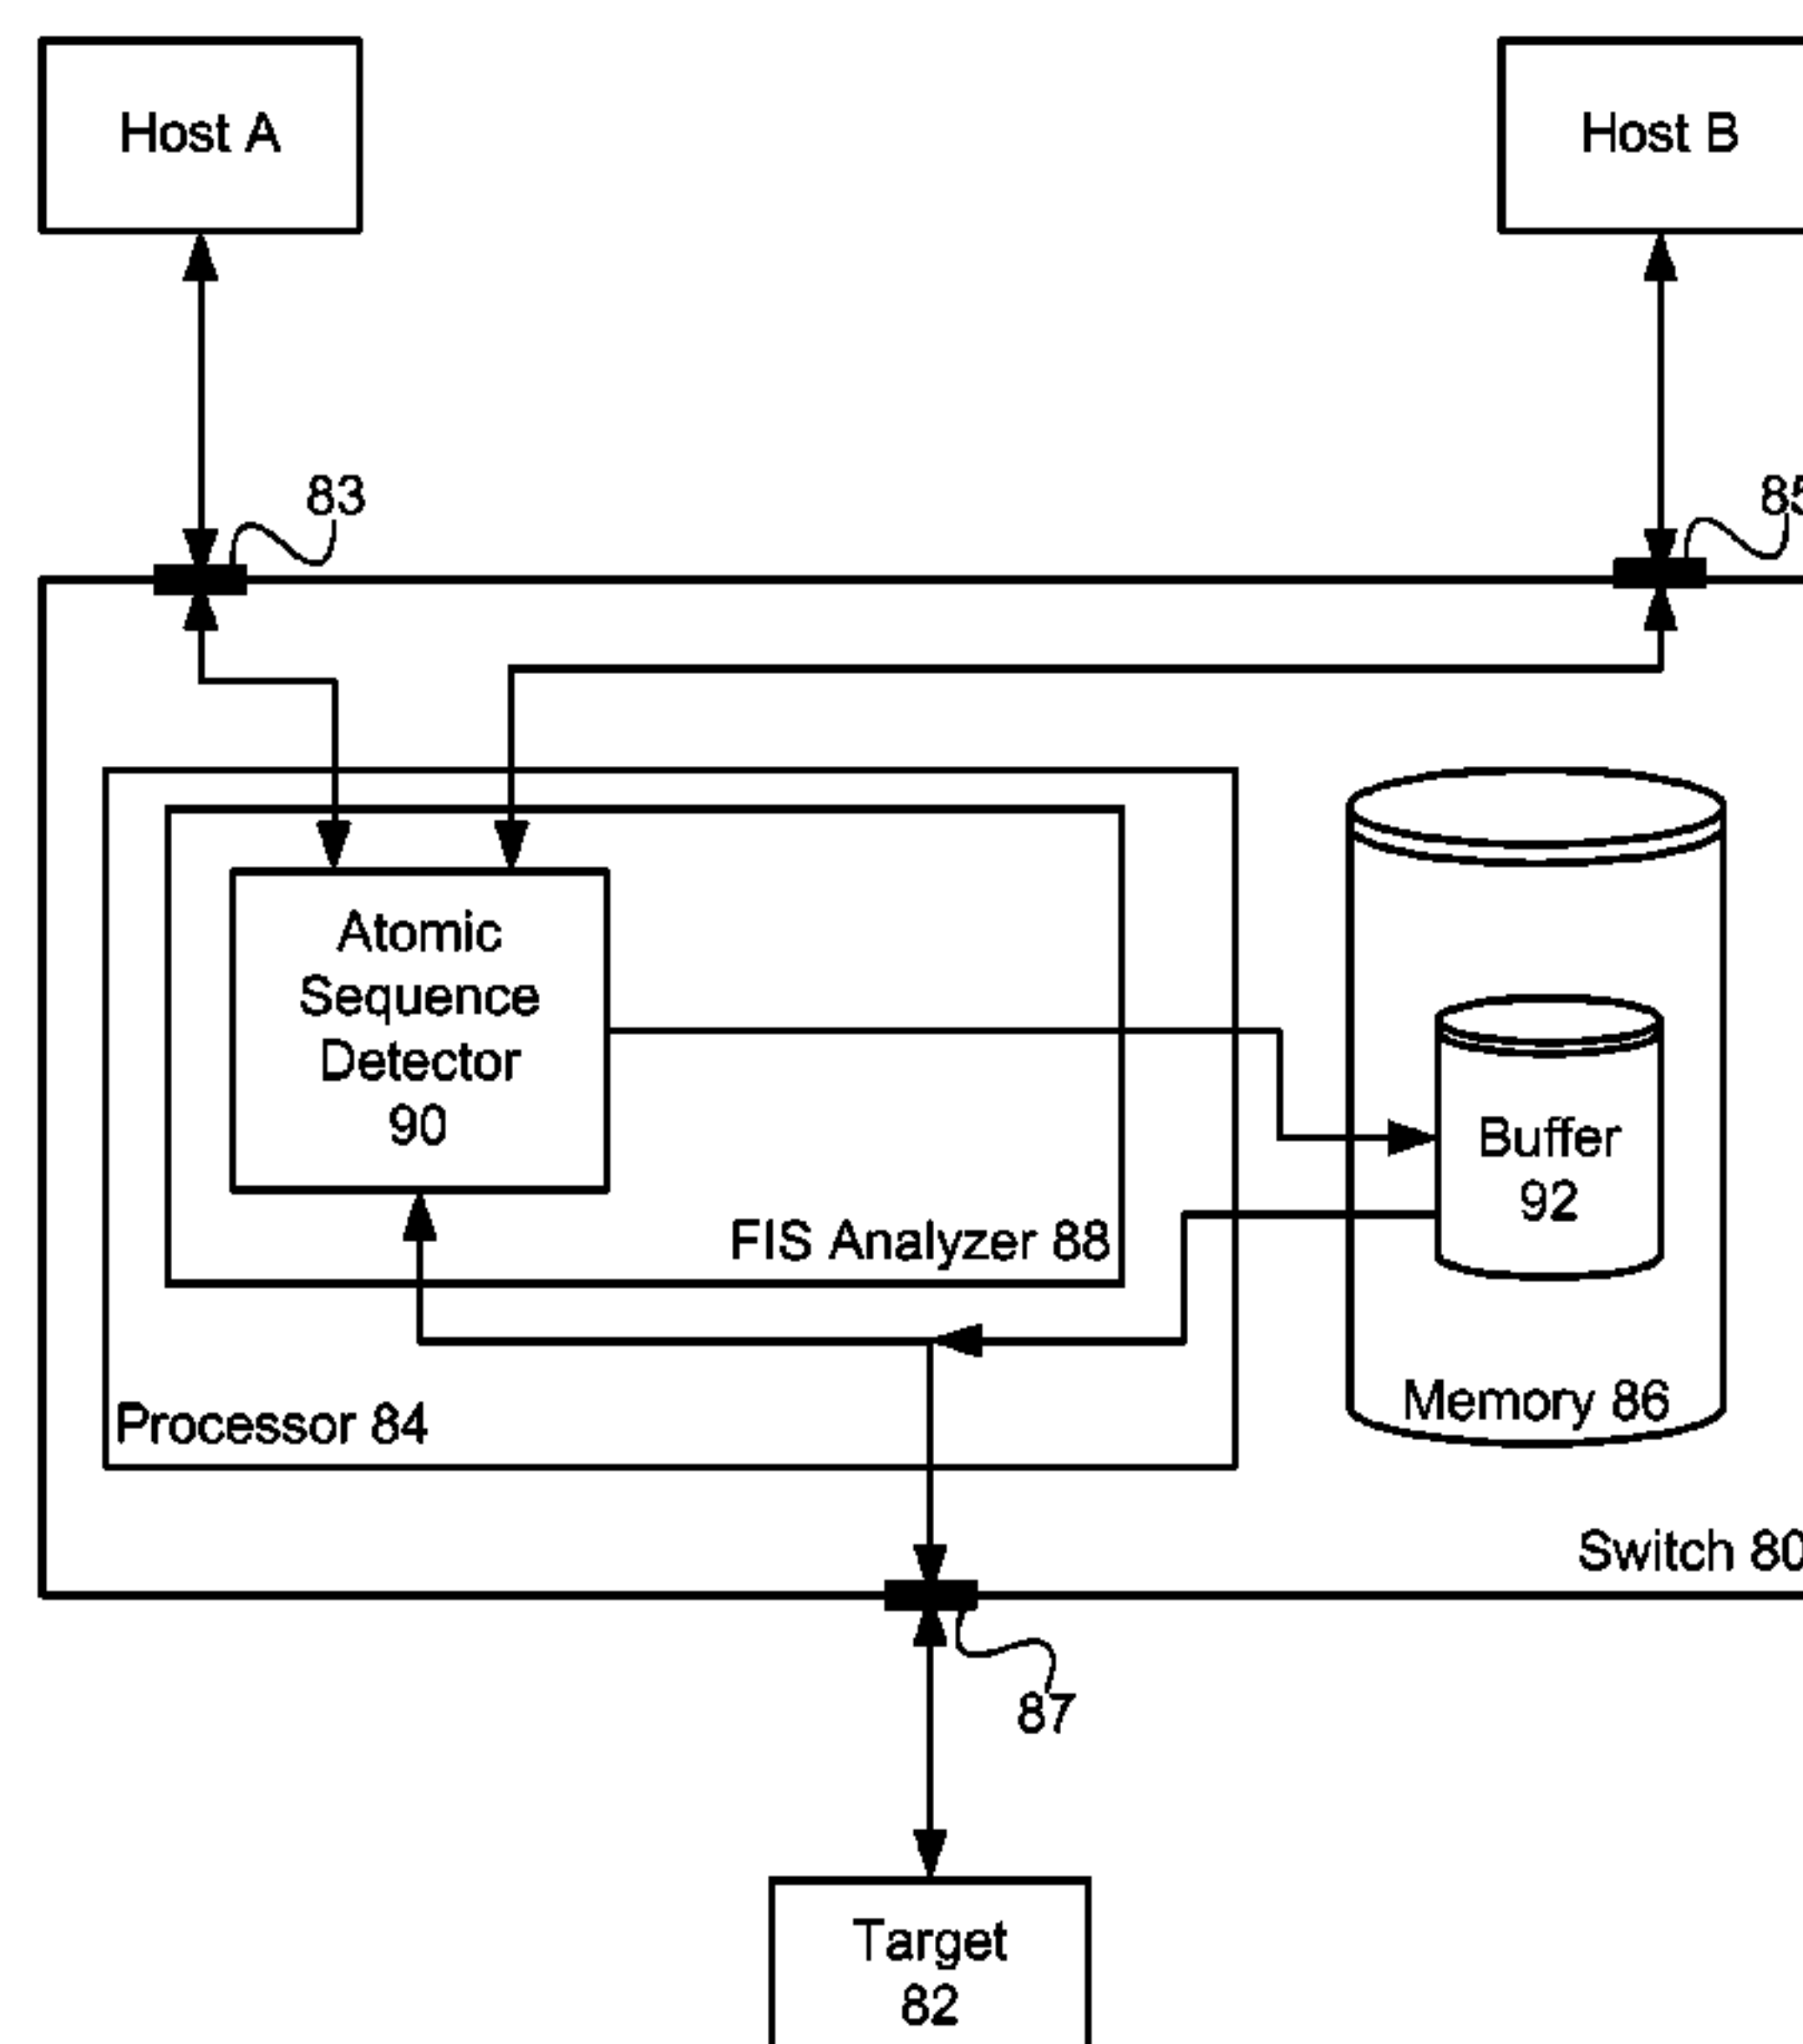 Host A
Host B
83
85
Atomic
Sequence
Detector
90
Buffer
92
FIS Analyzer 88
Memory 86
Processor 84
Switch 80
87
Target
82